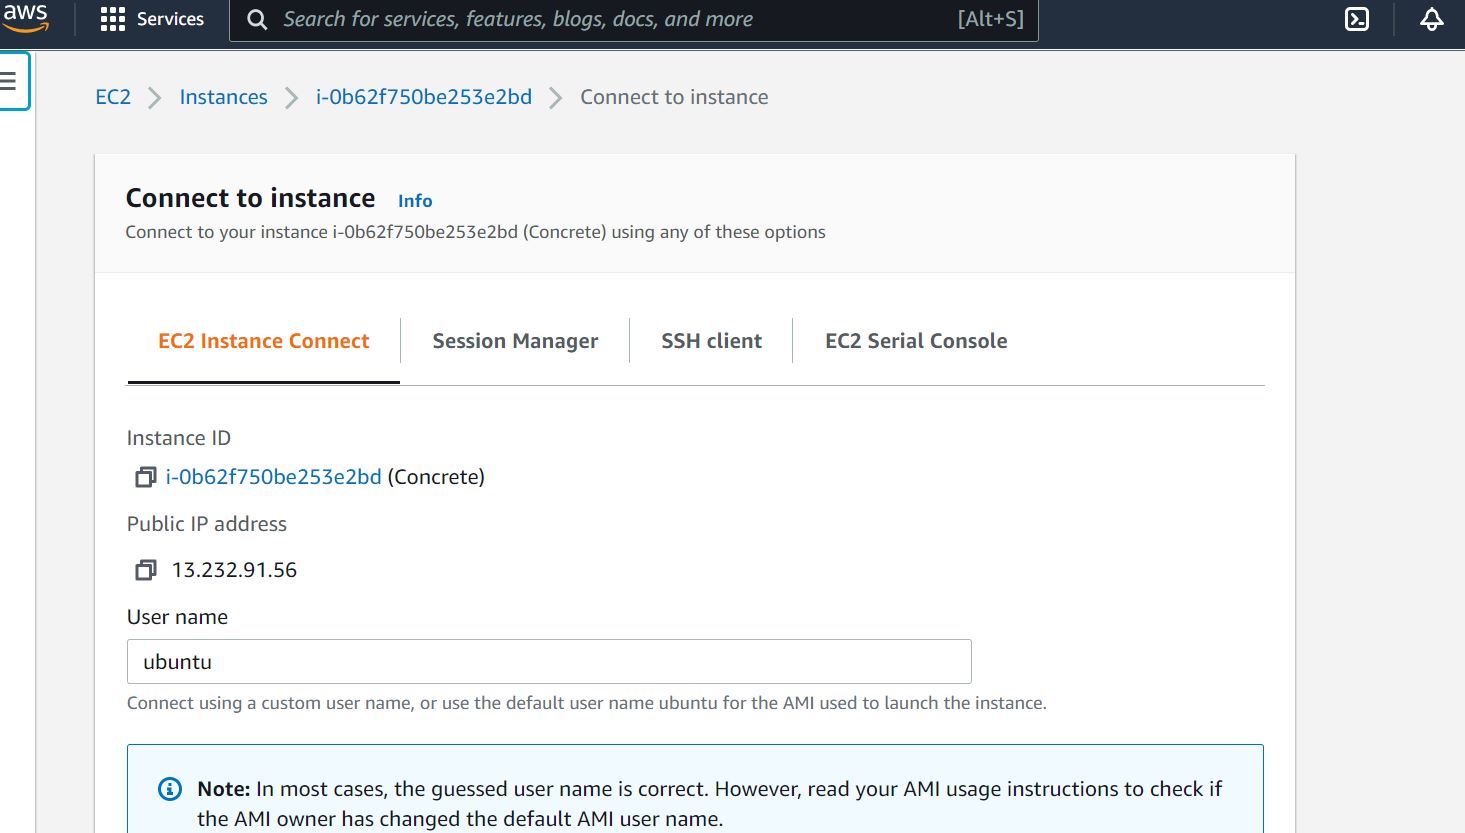 aws
Services
Search for services, features, blogs, docs, and more [Alt+S]
EC2 Instances i-0b62f750be253e2bd Connect to instance
Connect to instance Info
Connect to your instance i-0b62f750be253e2bd (Concrete) using any of these options
EC2 Instance Connect Session Manager SSH client EC2 Serial Console
Instance ID
i-0b62f750be253e2bd (Concrete)
Public IP address
13.232.91.56
User name
ubuntu
Connect using a custom user name, or use the default user name ubuntu for the AMI used to launch the instance.
Note: In most cases, the guessed user name is correct. However, read your AMI usage instructions to check if
the AMI owner has changed the default AMI user name.